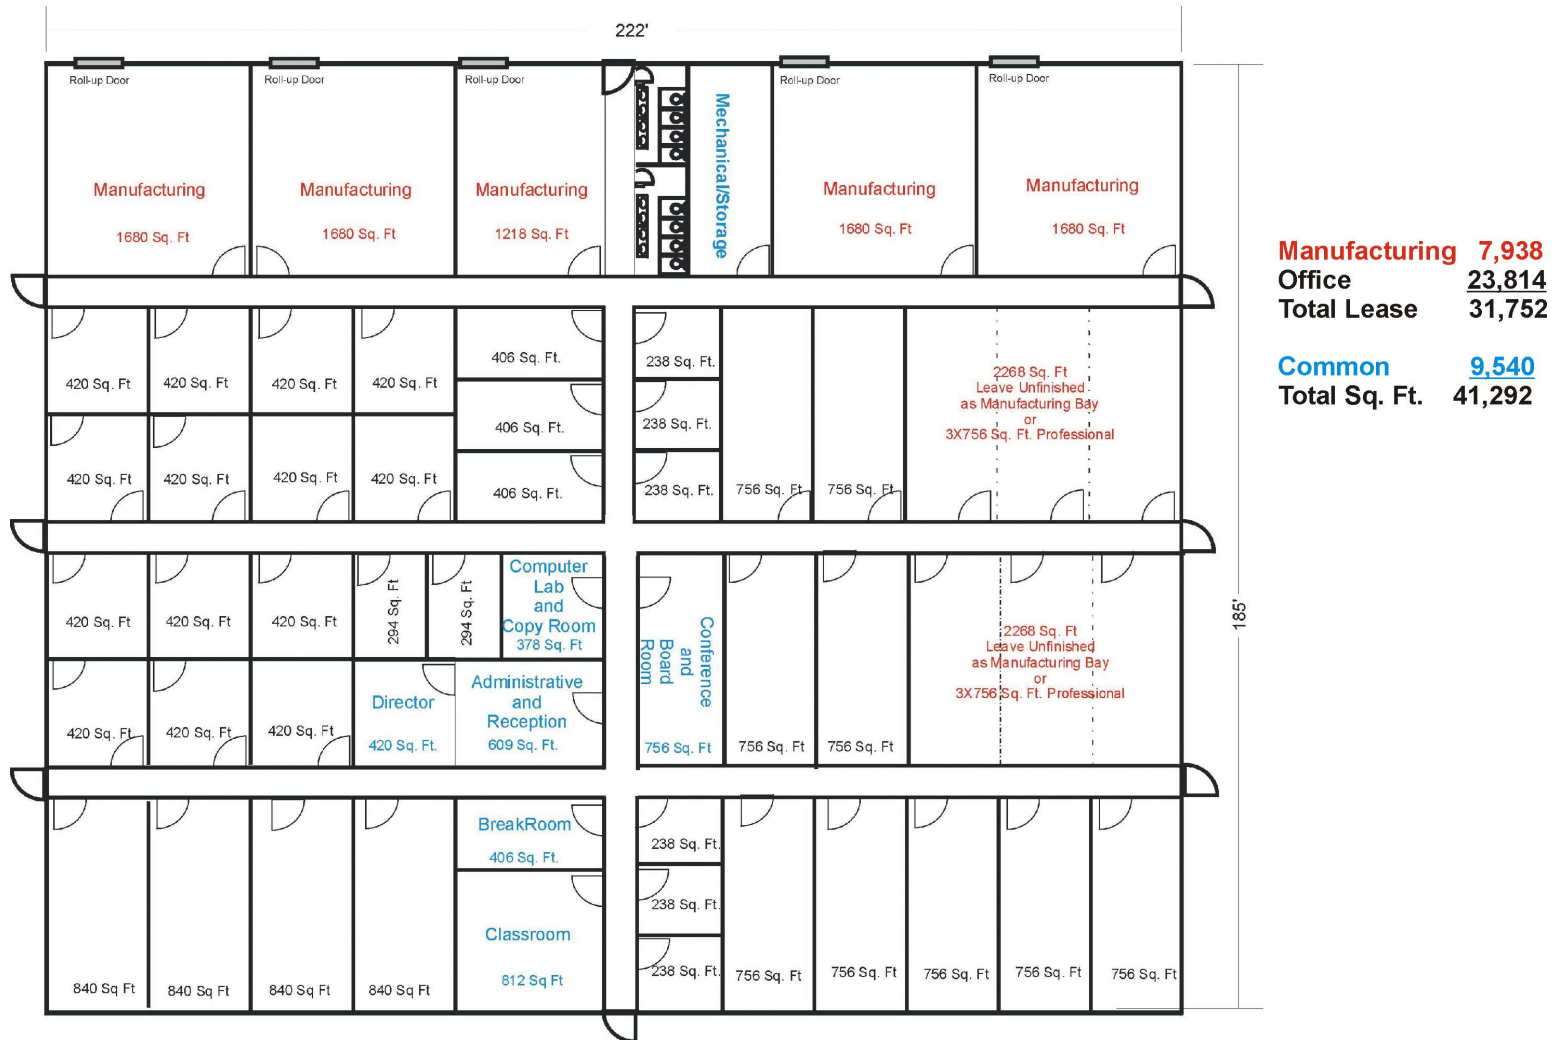 222'
Roll-up Door
Roll-up Door
Roll-up Door
Roll-up Door
Roll-up Door
Manufacturing
1680 Sq. Ft
Manufacturing
1680 Sq. Ft
Manufacturing
1218 Sq. Ft
Mechanical/Storage
Manufacturing
1680 Sq. Ft
Manufacturing
1680 Sq. Ft
Manufacturing 7,938
Office 23,814
Total Lease 31,752
Common 9,540
Total Sq. Ft. 41,292
420 Sq. Ft
420 Sq. Ft
420 Sq. Ft
420 Sq. Ft
406 Sq. Ft.
406 Sq. Ft.
406 Sq. Ft.
238 Sq. Ft.
238 Sq. Ft.
238 Sq. Ft.
420 Sq. Ft
420 Sq. Ft
420 Sq. Ft
420 Sq. Ft
756 Sq. Ft
756 Sq. Ft
2268 Sq. Ft
Leave Unfinished
as Manufacturing Bay
or
3X756 Sq. Ft. Professional
185'
420 Sq. Ft
420 Sq. Ft
420 Sq. Ft
294 Sq. Ft
294 Sq. Ft
Computer
Lab
and
Copy Room
378 Sq. Ft
420 Sq. Ft
420 Sq. Ft
420 Sq. Ft
Director
420 Sq. Ft.
Administrative
and
Reception
609 Sq. Ft.
Conference
and
Board
Room
756 Sq. Ft
756 Sq. Ft
756 Sq. Ft
2268 Sq. Ft
Leave Unfinished
as Manufacturing Bay
or
3X756 Sq. Ft. Professional
840 Sq Ft
840 Sq Ft
840 Sq Ft
840 Sq Ft
BreakRoom
406 Sq. Ft.
Classroom
812 Sq Ft
238 Sq. Ft.
238 Sq. Ft.
238 Sq. Ft.
756 Sq. Ft
756 Sq. Ft
756 Sq. Ft
756 Sq. Ft
756 Sq. Ft